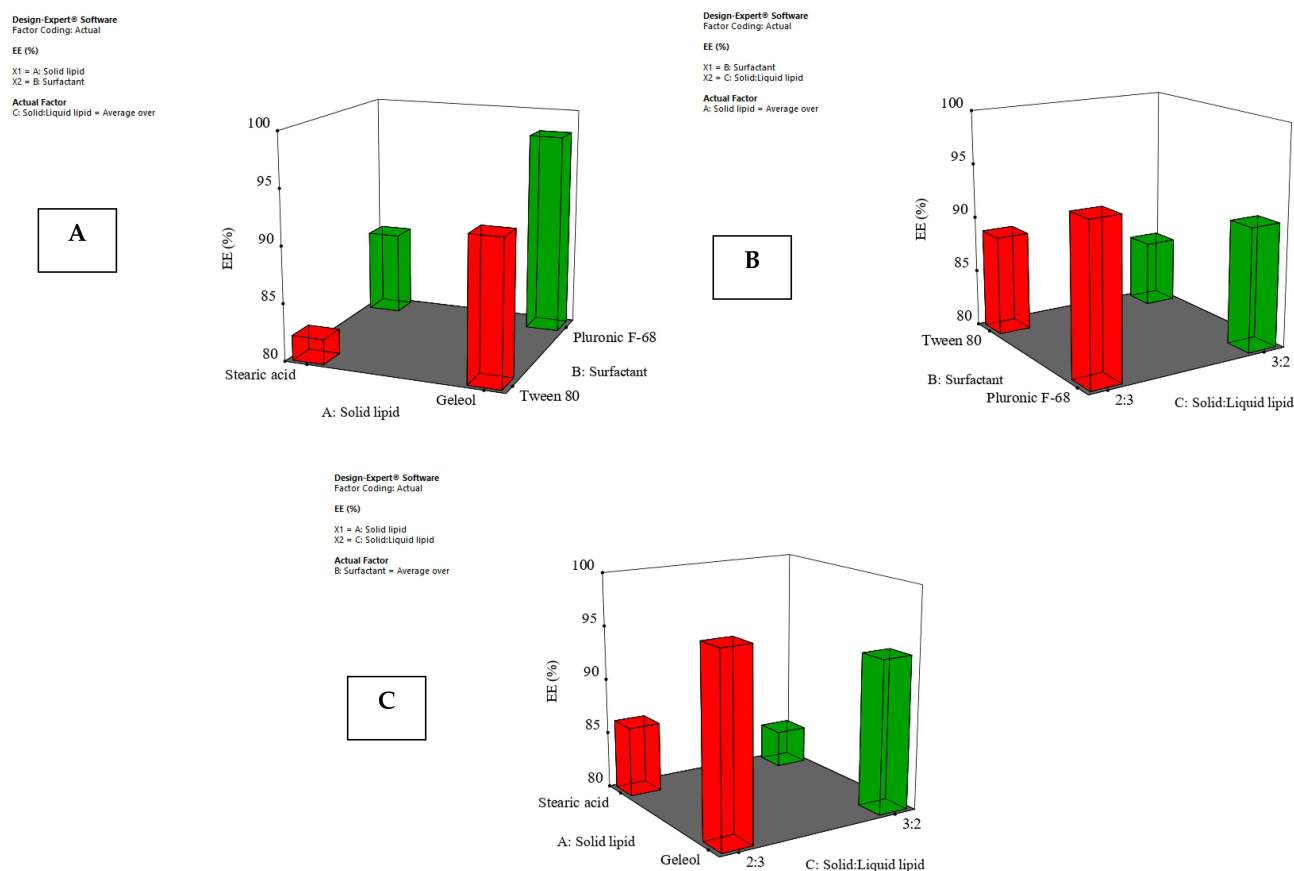 Design-Expert® Software
Factor Coding: Actual
EE (%)
X1 = A: Solid lipid
X2 = B: Surfactant
Actual Factor
C: Solid:Liquid lipid = Average over
A
100
95
90
85
80
EE (%)
Stearic acid
Geleol
A: Solid lipid
Tween 80
Pluronic F-68
B: Surfactant
Design-Expert® Software
Factor Coding: Actual
EE (%)
X1 = B: Surfactant
X2 = C: Solid:Liquid lipid
Actual Factor
A: Solid lipid = Average over
B
100
95
90
85
80
EE (%)
Tween 80
Pluronic F-68
B: Surfactant
2:3
3:2
C: Solid:Liquid lipid
Design-Expert® Software
Factor Coding: Actual
EE (%)
X1 = A: Solid lipid
X2 = C: Solid:Liquid lipid
Actual Factor
B: Surfactant = Average over
C
100
95
90
85
80
EE (%)
Stearic acid
Geleol
A: Solid lipid
2:3
3:2
C: Solid:Liquid lipid